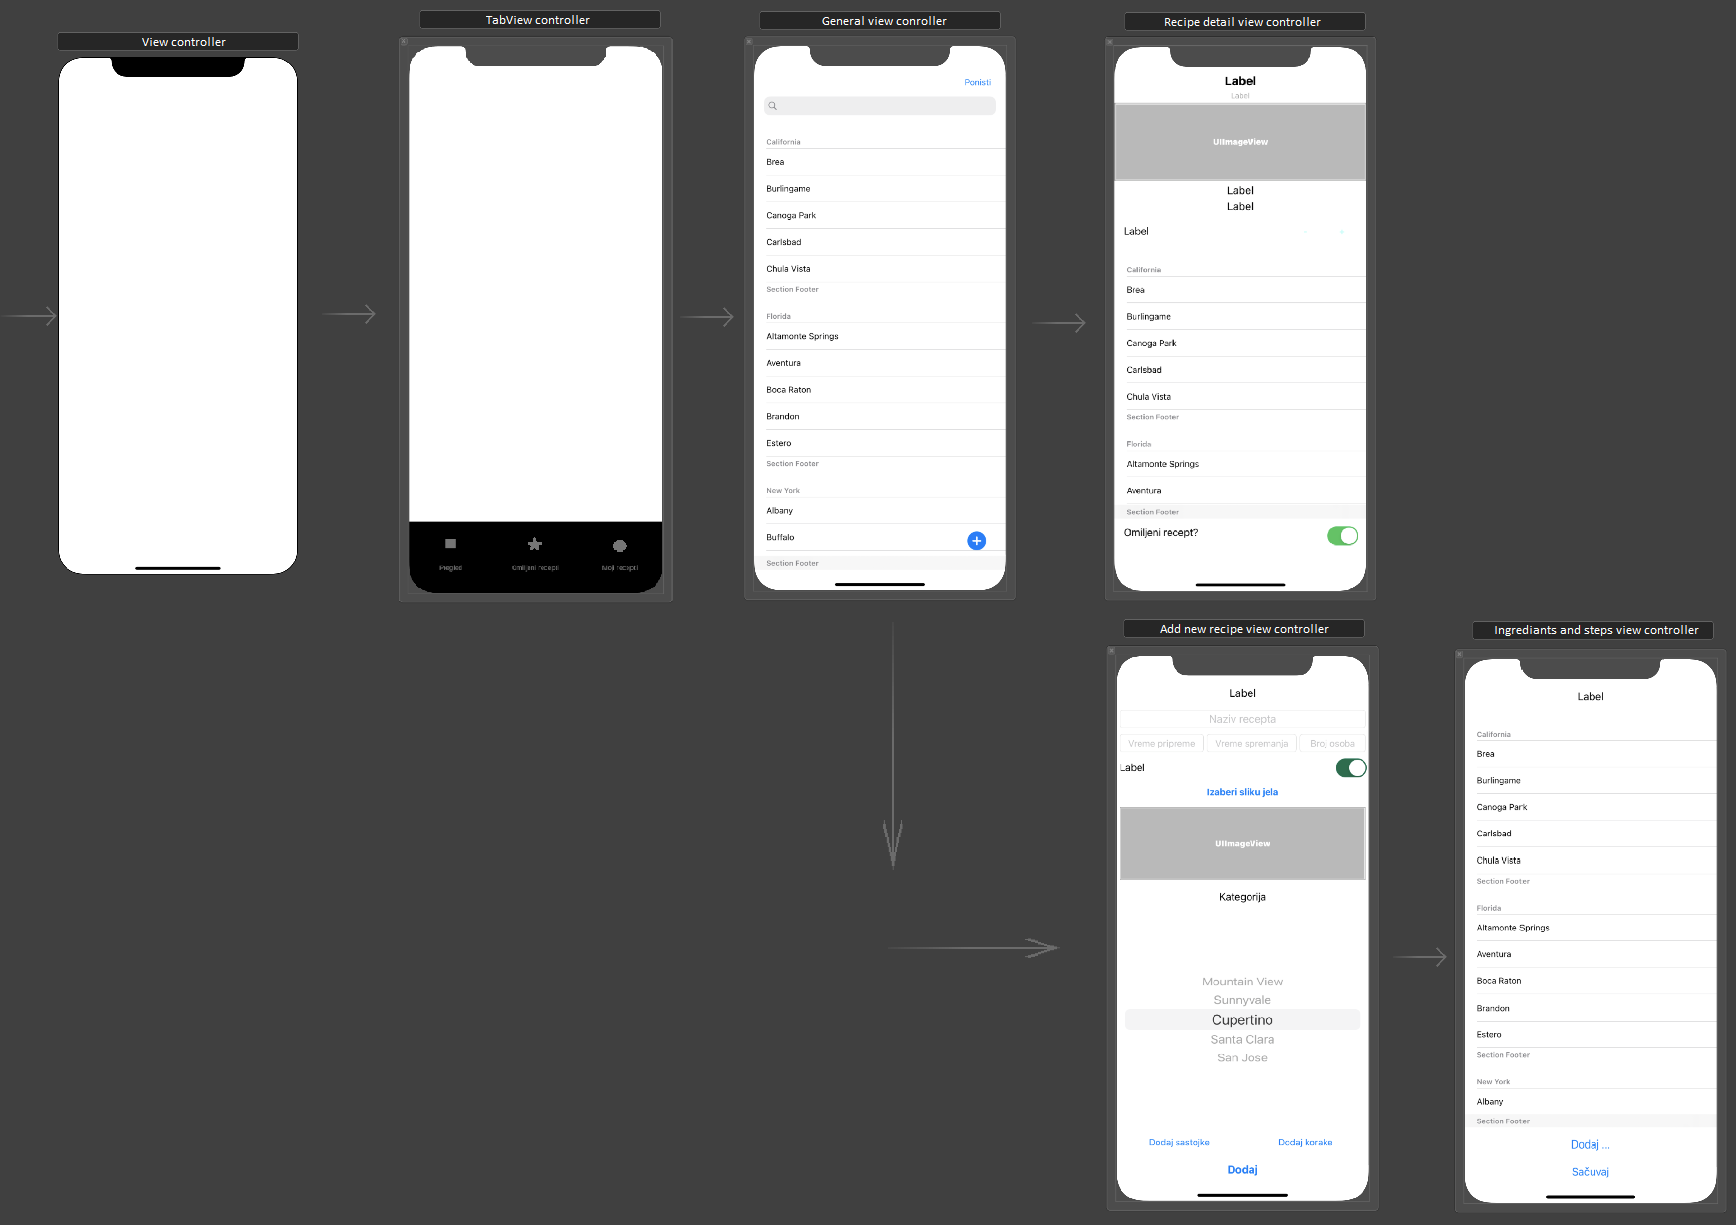 View controller
TabView controller
Pregled
Omiljeni recepti
Moji recepti
General view conroller
Ponisti
California
Brea
Burlingame
Canoga Park
Carlsbad
Chula Vista
Section Footer
Florida
Altamonte Springs
Aventura
Boca Raton
Brandon
Estero
Section Footer
New York
Albany
Buffalo
Section Footer
Recipe detail view controller
Label
Label
UIImageView
Label
Label
Label
California
Brea
Burlingame
Canoga Park
Carlsbad
Chula Vista
Section Footer
Florida
Altamonte Springs
Aventura
Section Footer
Omiljeni recept?
Add new recipe view controller
Label
Naziv recepta
Vreme pripreme Vreme spremanja Bro, osoba
Label
Izaberi sliku jela
UIImageView
Kategorija
Mountain View
Sunnyvale
Cupertino
Santa Clara
San Jose
Dodaj sastojke Dodaj korake
Dodaj
Ingrediants and steps view controller
Label
California
Brea
Burlingame
Canoga Park
Carlsbad
Chula Vista
Section Footer
Florida
Altamonte Springs
Aventura
Boca Raton
Brandon
Estero
Section Footer
New York
Albany
Section Footer
Dodaj ...
Sačuvaj